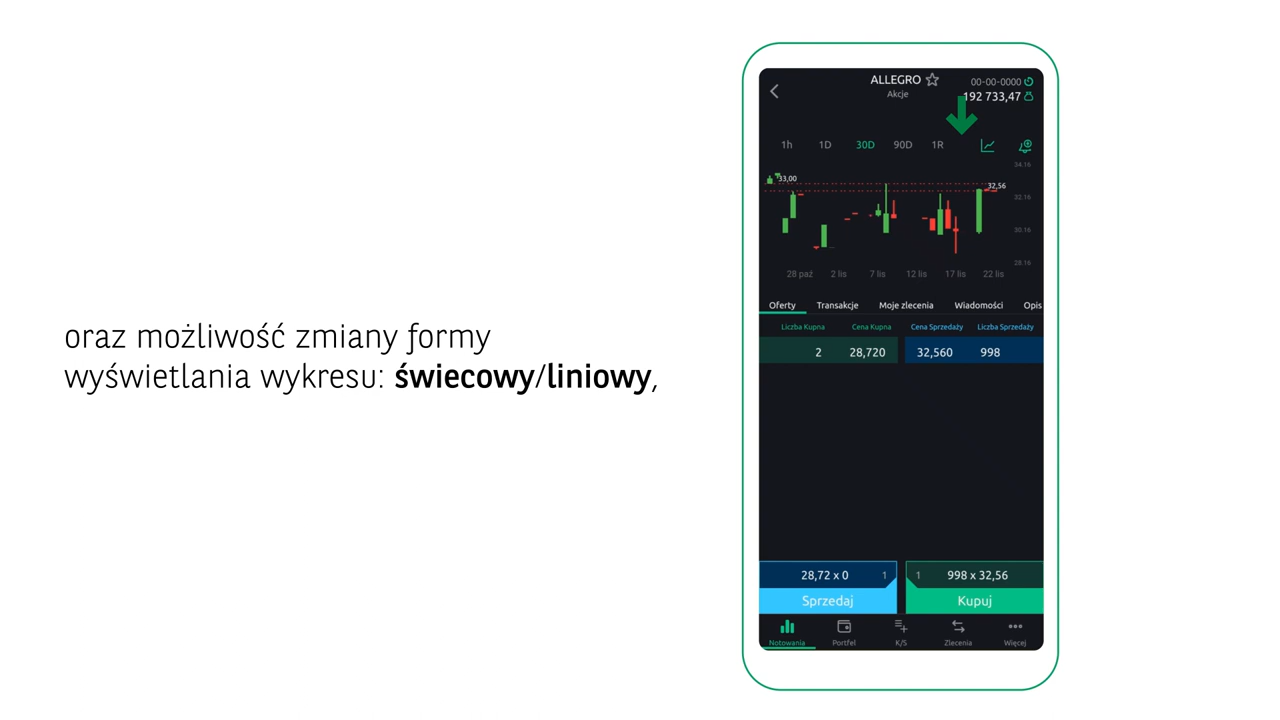 oraz możliwość zmiany formy
wyświetlania wykresu: świecowy/liniowy,
ALLEGRO
Akcje
00-00-0000
192 733,47
1h 1D 30D 90D 1R
34.16
33,00
32,56
32.16
30.16
28.16
28 paź 2 lis 7 lis 12 lis 17 lis 22 lis
Oferty Transakcje Moje zlecenia Wiadomości Opis
Liczba Kupna Cena Kupna Cena Sprzedaży Liczba Sprzedaży
2 28,720 32,560 998
28,72 x 0 1 1 998 x 32,56
Sprzedaj Kupuj
Notowania Portfel K/S Zlecenia Więcej